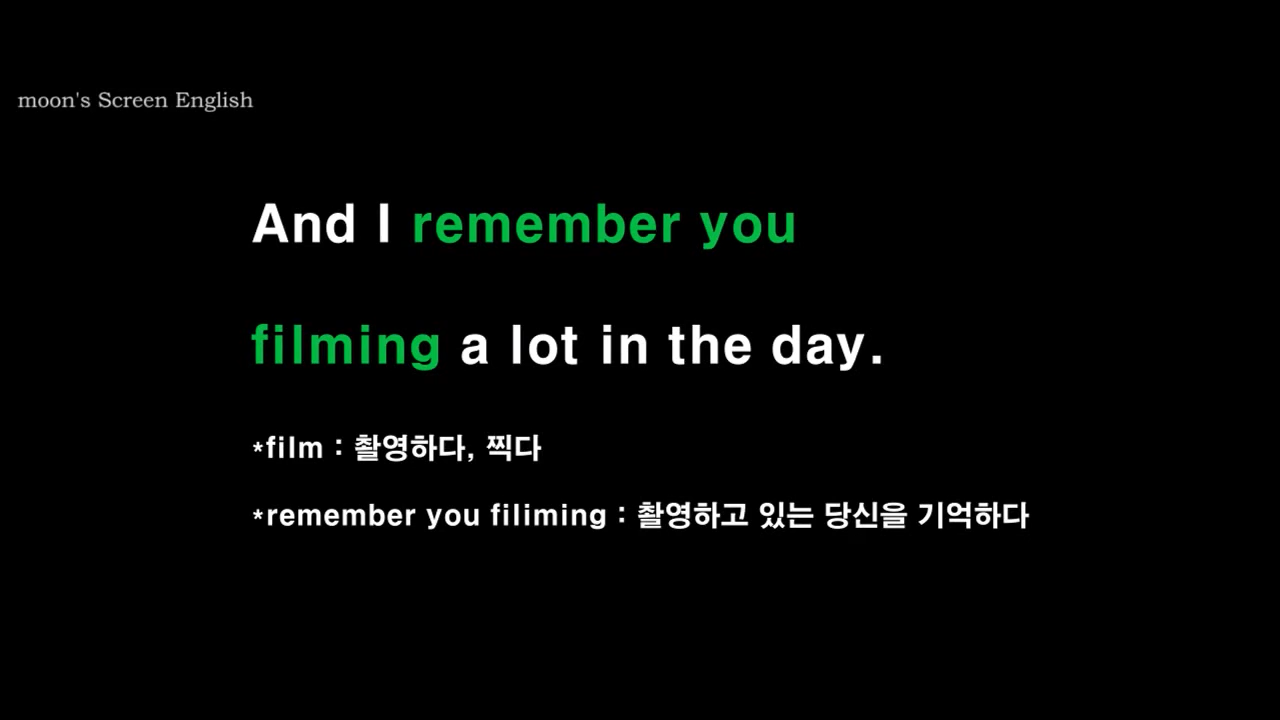 moon's Screen English
And I remember you
filming a lot in the day.
*film : 촬영하다, 찍다
*remember you filiming : 촬영하고 있는 당신을 기억하다